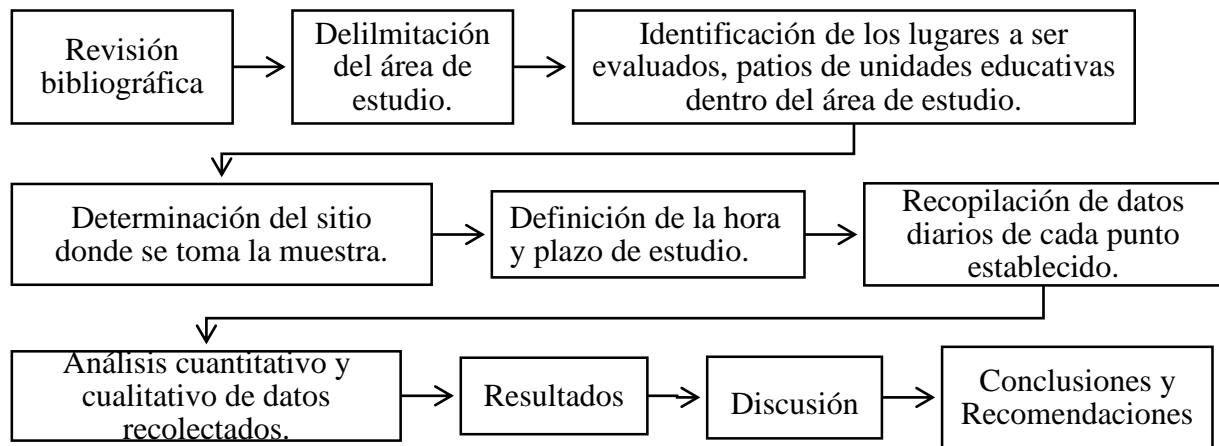 Revisión
bibliográfica
Delilmitación
del área de
estudio.
Identificación de los lugares a ser
evaluados, patios de unidades educativas
dentro del área de estudio.
Determinación del sitio
donde se toma la muestra.
Definición de la hora
y plazo de estudio.
Recopilación de datos
diarios de cada punto
establecido.
Análisis cuantitativo y
cualitativo de datos
recolectados.
Resultados
Discusión
Conclusiones y
Recomendaciones